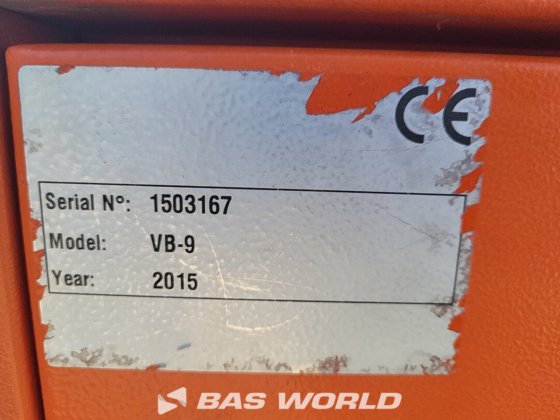 CE
Serial N°: 1503167
Model: VB-9
Year: 2015
BAS WORLD